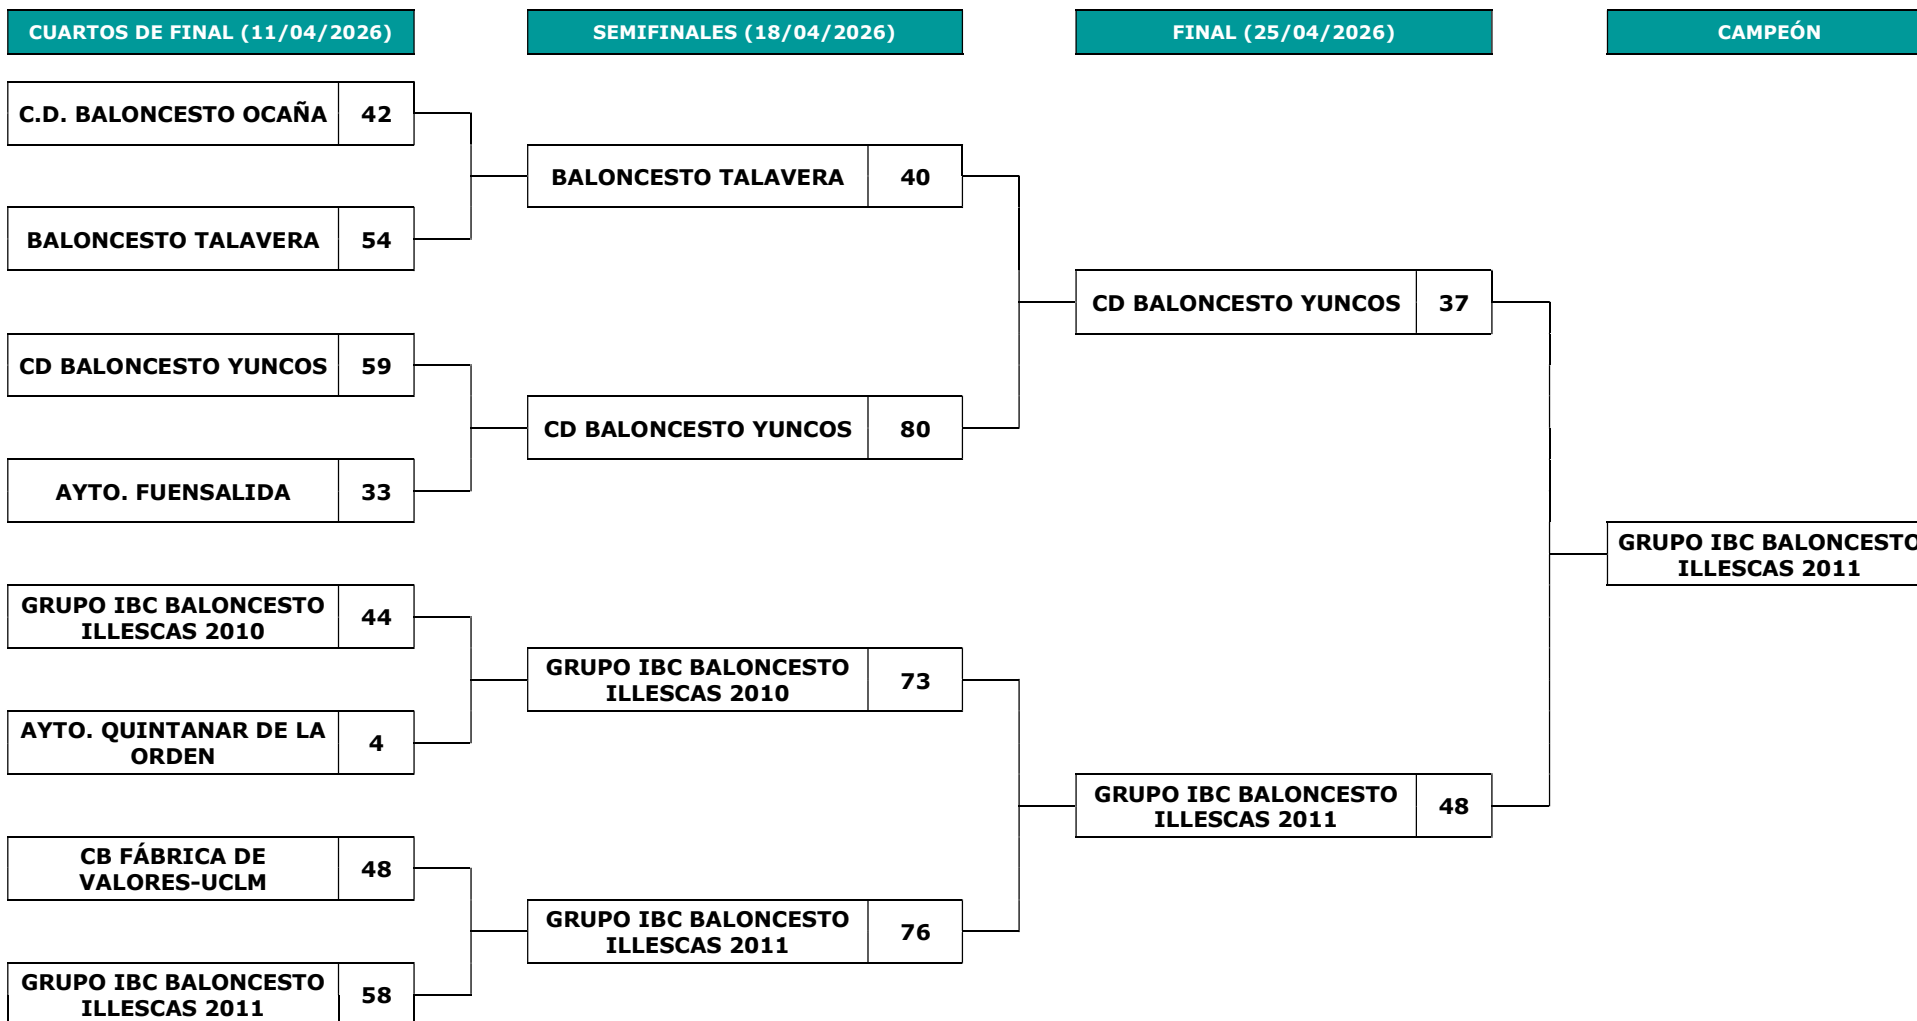 CUARTOS DE FINAL (11/04/2026)
SEMIFINALES (18/04/2026)
FINAL (25/04/2026)
CAMPEÓN
C.D. BALONCESTO OCAÑA 42
BALONCESTO TALAVERA 54
CD BALONCESTO YUNCOS 59
AYTO. FUENSALIDA 33
GRUPO IBC BALONCESTO
ILLESCAS 2010
44
AYTO. QUINTANAR DE LA
ORDEN
4
CB FÁBRICA DE
VALORES-UCLM
48
GRUPO IBC BALONCESTO
ILLESCAS 2011
58
BALONCESTO TALAVERA 40
CD BALONCESTO YUNCOS 80
GRUPO IBC BALONCESTO
ILLESCAS 2010
73
GRUPO IBC BALONCESTO
ILLESCAS 2011
76
CD BALONCESTO YUNCOS 37
GRUPO IBC BALONCESTO
ILLESCAS 2011
48
GRUPO IBC BALONCESTO
ILLESCAS 2011